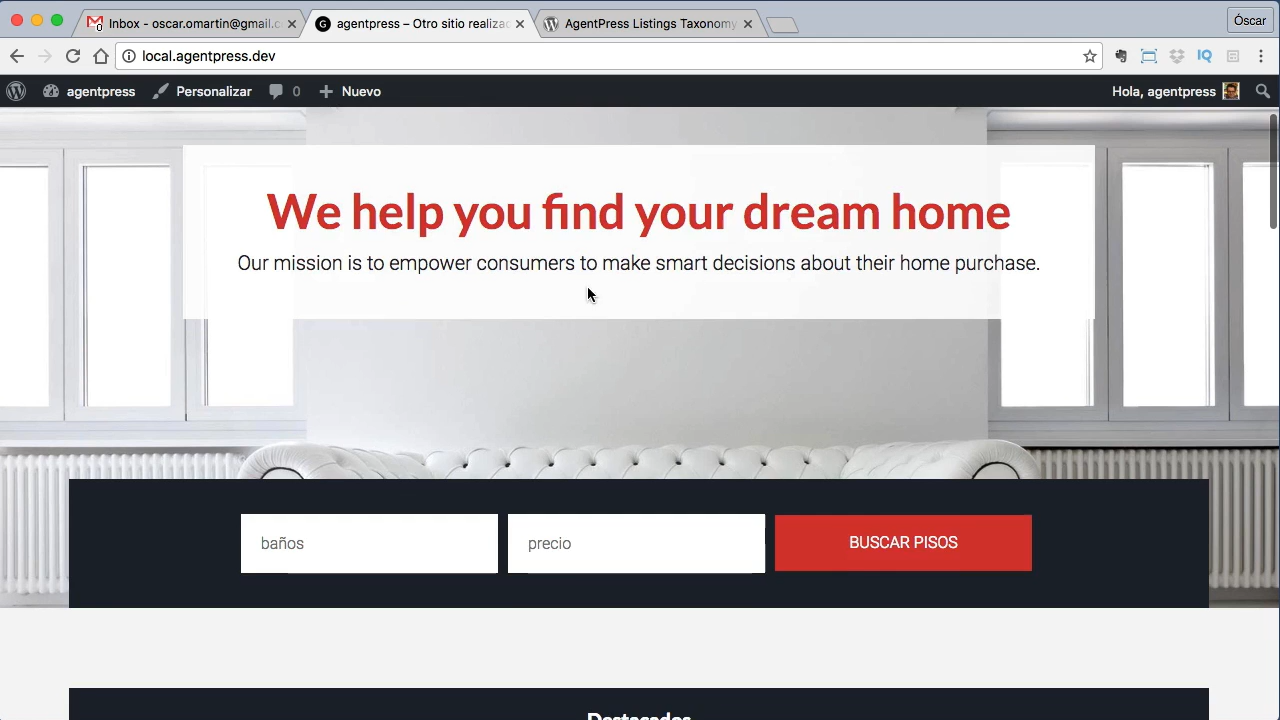 Inbox - oscar.omartin@gmail.c
agentpress – Otro sitio realiza
AgentPress Listings Taxonomy
Óscar
local.agentpress.dev
agentpress
Personalizar
0
Nuevo
Hola, agentpress
We help you find your dream home
Our mission is to empower consumers to make smart decisions about their home purchase.
baños
precio
BUSCAR PISOS
Destacados